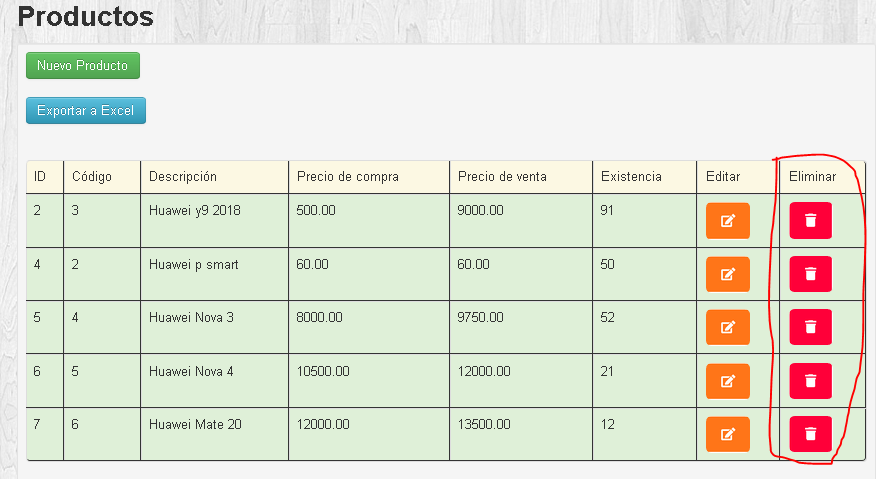 Productos
Nuevo Producto
Exportar a Excel
ID Código Descripción Precio de compra Precio de venta Existencia Editar Eliminar
2 3 Huawei y9 2018 500.00 9000.00 91
4 2 Huawei p smart 60.00 60.00 50
5 4 Huawei Nova 3 8000.00 9750.00 52
6 5 Huawei Nova 4 10500.00 12000.00 21
7 6 Huawei Mate 20 12000.00 13500.00 12